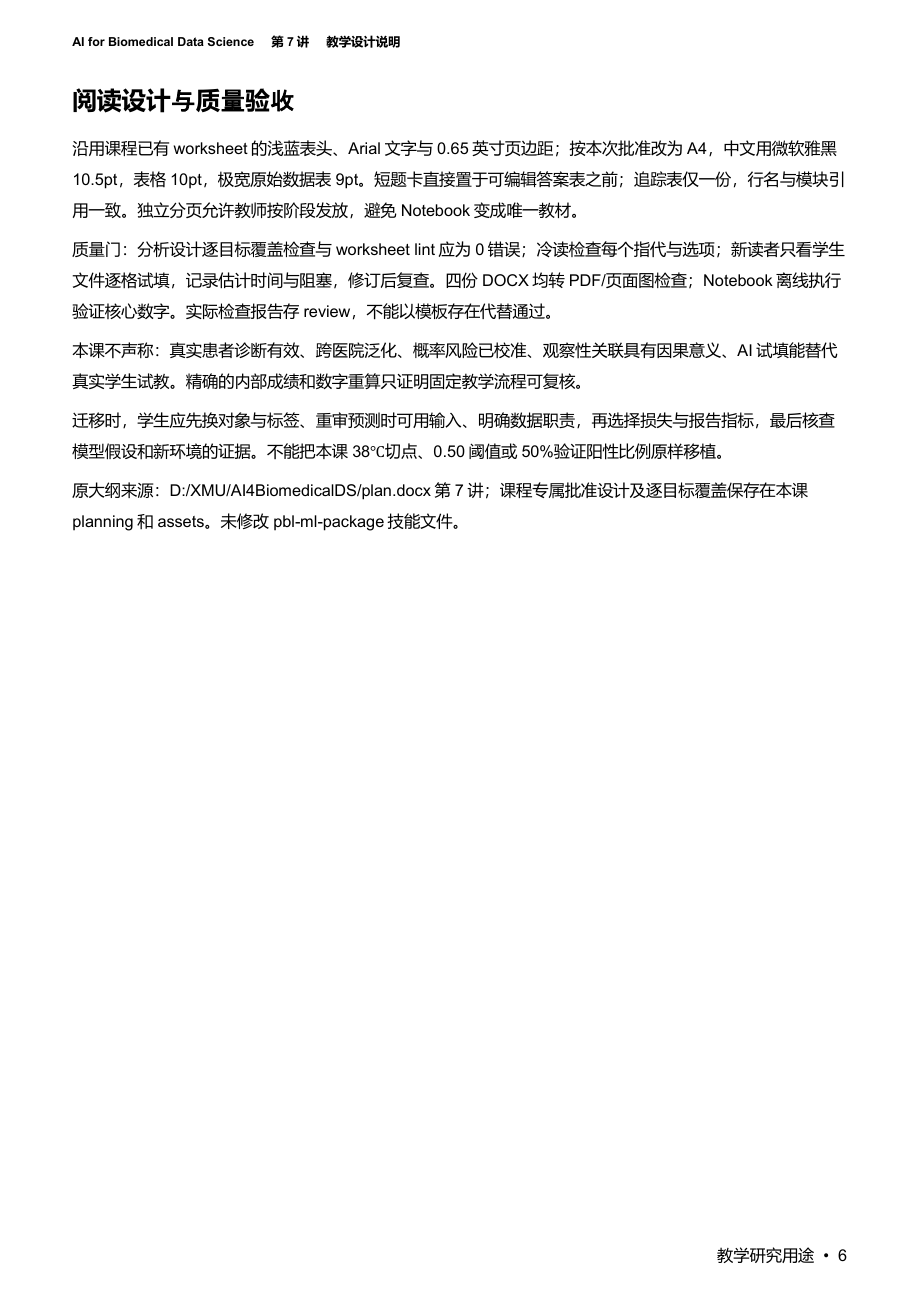 AI for Biomedical Data Science 第 7 讲 教学设计说明
阅读设计与质量验收
沿用课程已有 worksheet 的浅蓝表头、Arial 文字与 0.65 英寸页边距；按本次批准改为 A4，中文用微软雅黑
10.5pt，表格 10pt，极宽原始数据表 9pt。短题卡直接置于可编辑答案表之前；追踪表仅一份，行名与模块引
用一致。独立分页允许教师按阶段发放，避免 Notebook 变成唯一教材。
质量门：分析设计逐目标覆盖检查与 worksheet lint 应为 0 错误；冷读检查每个指代与选项；新读者只看学生
文件逐格试填，记录估计时间与阻塞，修订后复查。四份 DOCX 均转 PDF/页面图检查；Notebook 离线执行
验证核心数字。实际检查报告存 review，不能以模板存在代替通过。
本课不声称：真实患者诊断有效、跨医院泛化、概率风险已校准、观察性关联具有因果意义、AI 试填能替代
真实学生试教。精确的内部成绩和数字重算只证明固定教学流程可复核。
迁移时，学生应先换对象与标签、重审预测时可用输入、明确数据职责，再选择损失与报告指标，最后核查
模型假设和新环境的证据。不能把本课 38℃切点、0.50 阈值或 50%验证阳性比例原样移植。
原大纲来源：D:/XMU/AI4BiomedicalDS/plan.docx 第 7 讲；课程专属批准设计及逐目标覆盖保存在本课
planning 和 assets。未修改 pbl-ml-package 技能文件。
教学研究用途 • 6